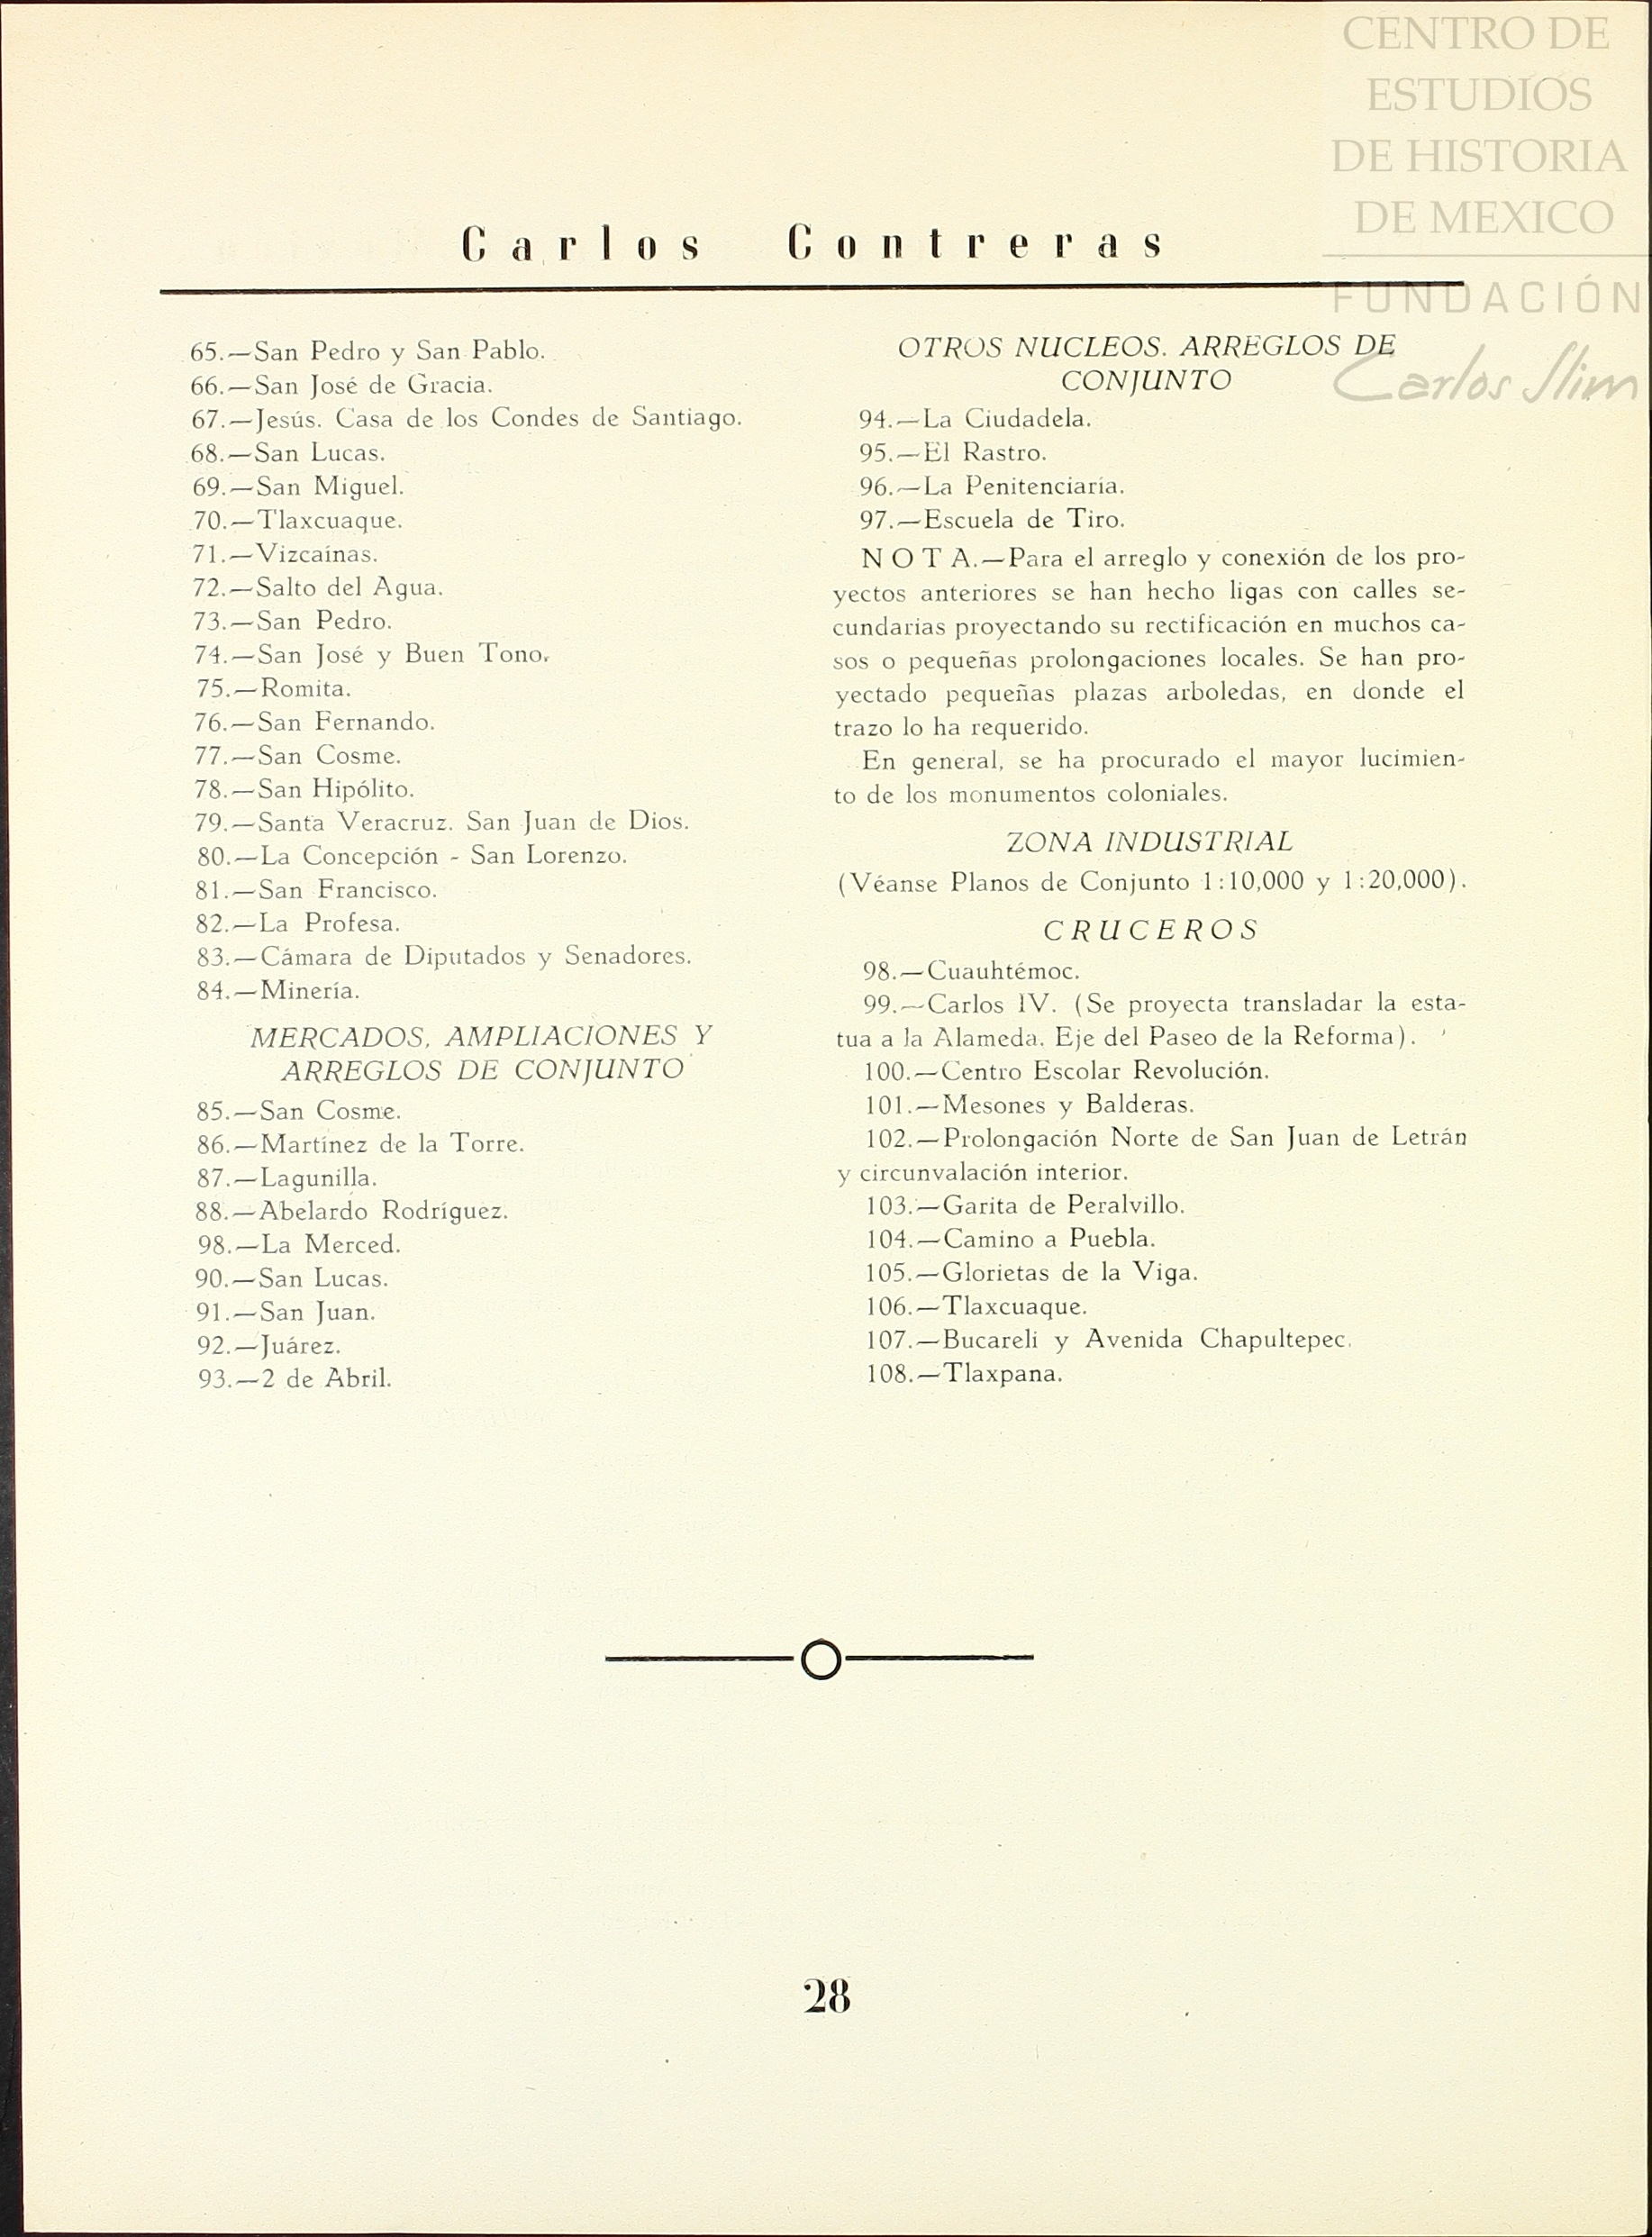 CENTRO DE
ESTUDIOS
DE HISTORIA
DE MEXICO
FUNDACIÓN
Carlos Slim
Carlos Contreras
65.—San Pedro y San Pablo.
66.—San José de Gracia.
67.—Jesús. Casa de los Condes de Santiago.
68.—San Lucas.
69.—San Miguel.
70.—Tlaxcuaque.
71.—Vizcaínas.
72.—Salto del Agua.
73.—San Pedro.
74.—San José y Buen Tono.
75.—Romita.
76.—San Fernando.
77.—San Cosme.
78.—San Hipólito.
79.—Santa Veracruz. San Juan de Dios.
80.—La Concepción - San Lorenzo.
81.—San Francisco.
82.—La Profesa.
83.—Cámara de Diputados y Senadores.
84.—Minería.
MERCADOS, AMPLIACIONES Y
ARREGLOS DE CONJUNTO
85.—San Cosme.
86.—Martínez de la Torre.
87.—Lagunilla.
88.—Abelardo Rodríguez.
98.—La Merced.
90.—San Lucas.
91.—San Juan.
92.—Juárez.
93.—2 de Abril.
OTROS NUCLEOS. ARREGLOS DE
CONJUNTO
94.—La Ciudadela.
95.—El Rastro.
96.—La Penitenciaría.
97.—Escuela de Tiro.
NOTA.—Para el arreglo y conexión de los pro-
yectos anteriores se han hecho ligas con calles se-
cundarias proyectando su rectificación en muchos ca-
sos o pequeñas prolongaciones locales. Se han pro-
yectado pequeñas plazas arboledas, en donde el
trazo lo ha requerido.
En general, se ha procurado el mayor lucimien-
to de los monumentos coloniales.
ZONA INDUSTRIAL
(Véanse Planos de Conjunto 1:10,000 y 1:20,000).
CRUCEROS
98.—Cuauhtémoc.
99.—Carlos IV. (Se proyecta transladar la esta-
tua a la Alameda. Eje del Paseo de la Reforma).
100.—Centro Escolar Revolución.
101.—Mesones y Balderas.
102.—Prolongación Norte de San Juan de Letrán
y circunvalación interior.
103.—Garita de Peralvillo.
104.—Camino a Puebla.
105.—Glorietas de la Viga.
106.—Tlaxcuaque.
107.—Bucareli y Avenida Chapultepec.
108.—Tlaxpana.
28